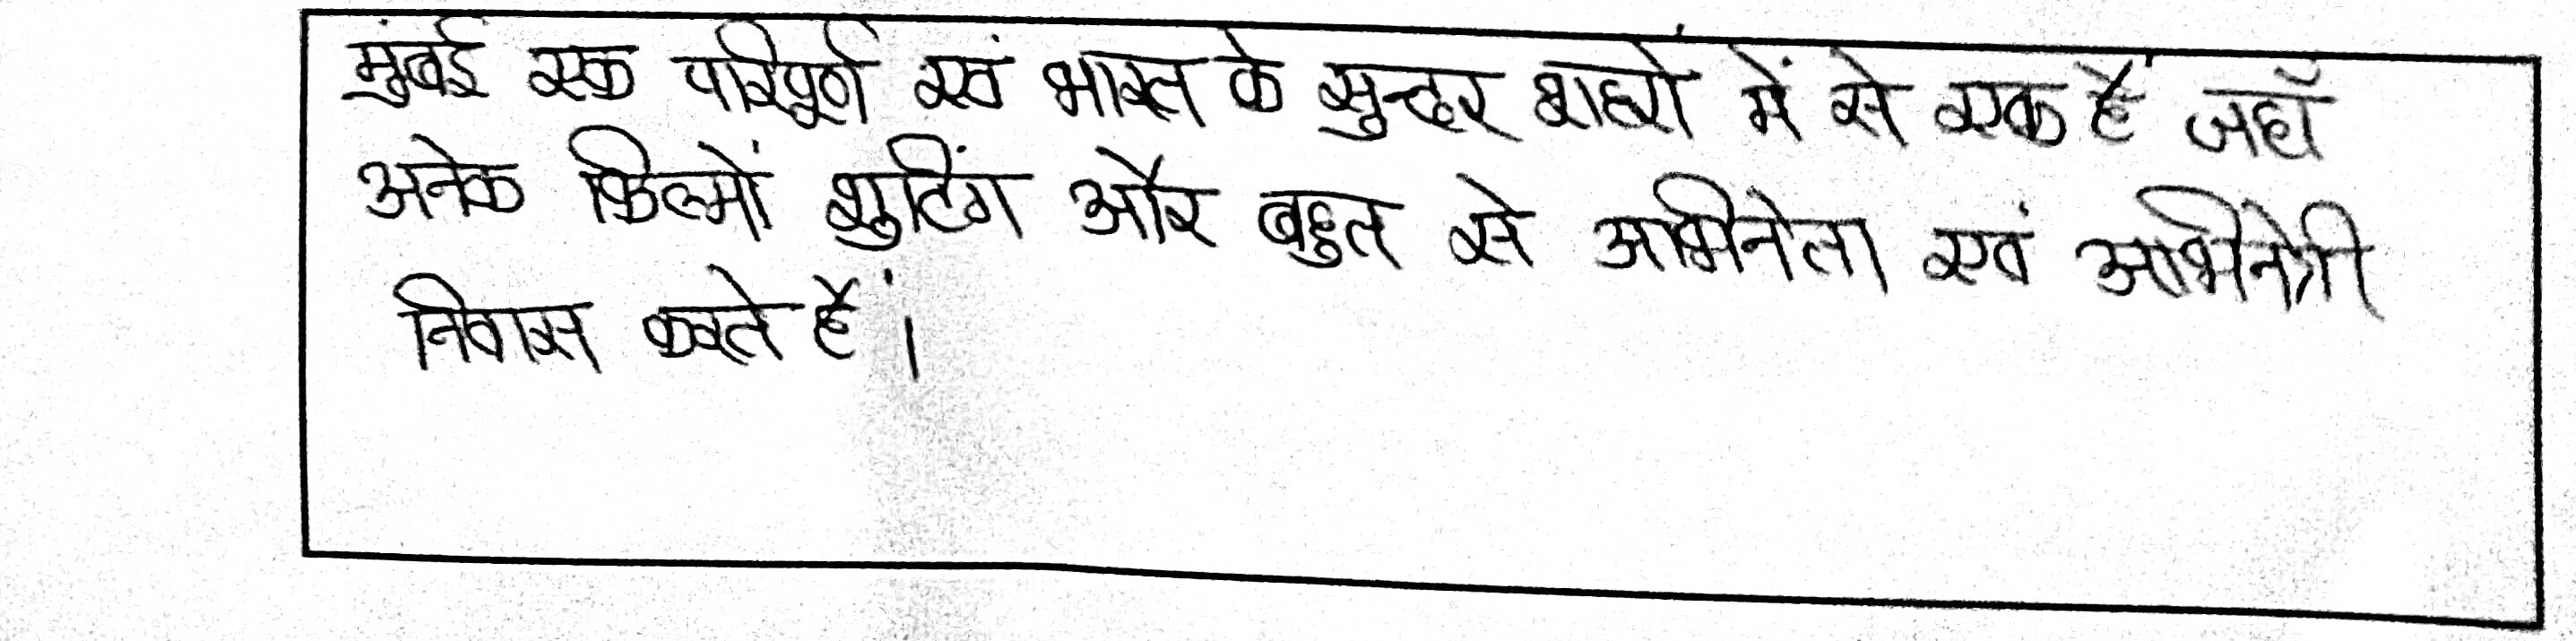 मुंबई एक परिपूर्ण एवं भारत के सुन्दर शहरों में से एक है जहाँ
अनेक फिल्मों शुटिंग और बहुत से अभिनेता एवं अभिनेत्री
निवास करते हैं।